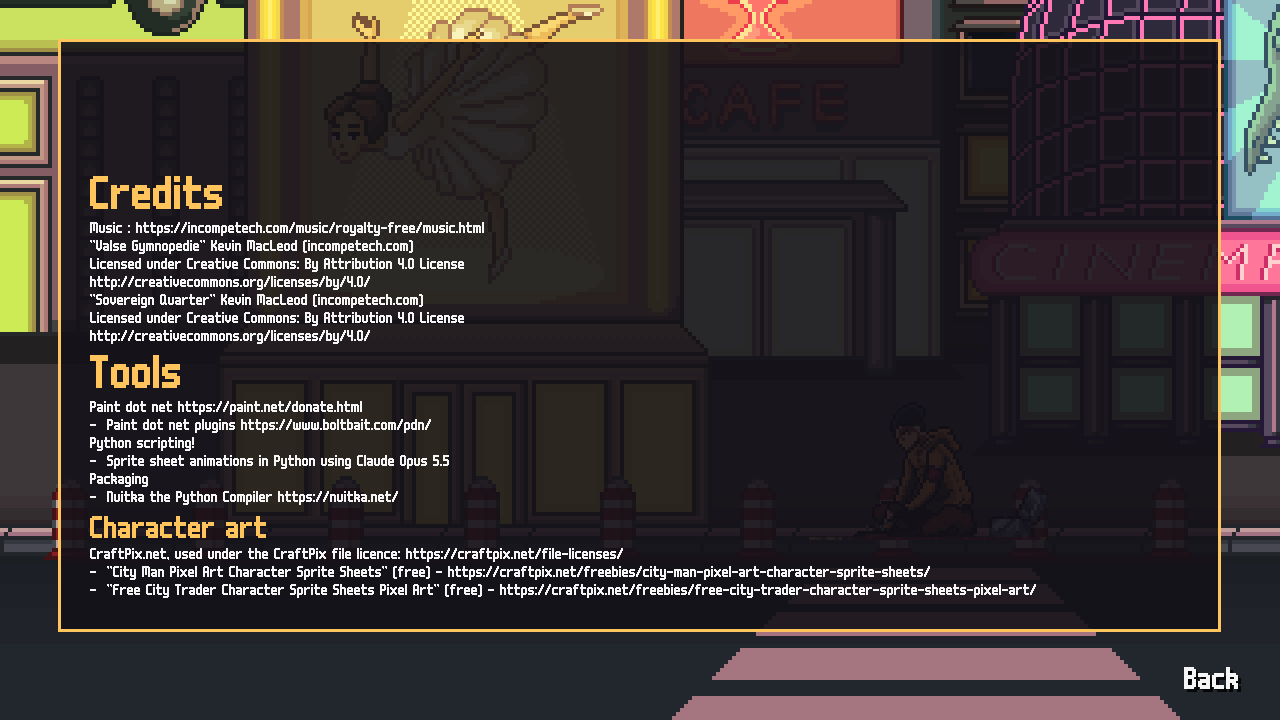 CAFE
CINEMA
Credits
Music : https://incompetech.com/music/royalty-free/music.html
"Valse Gymnopedie" Kevin MacLeod (incompetech.com)
Licensed under Creative Commons: By Attribution 4.0 License
http://creativecommons.org/licenses/by/4.0/
"Sovereign Quarter" Kevin MacLeod (incompetech.com)
Licensed under Creative Commons: By Attribution 4.0 License
http://creativecommons.org/licenses/by/4.0/
Tools
Paint dot net https://paint.net/donate.html
- Paint dot net plugins https://www.boltbait.com/pdn/
Python scripting!
- Sprite sheet animations in Python using Claude Opus 5.5
Packaging
- Nuitka the Python Compiler https://nuitka.net/
Character art
CraftPix.net, used under the CraftPix file licence: https://craftpix.net/file-licenses/
- "City Man Pixel Art Character Sprite Sheets" (free) - https://craftpix.net/freebies/city-man-pixel-art-character-sprite-sheets/
- "Free City Trader Character Sprite Sheets Pixel Art" (free) - https://craftpix.net/freebies/free-city-trader-character-sprite-sheets-pixel-art/
Back